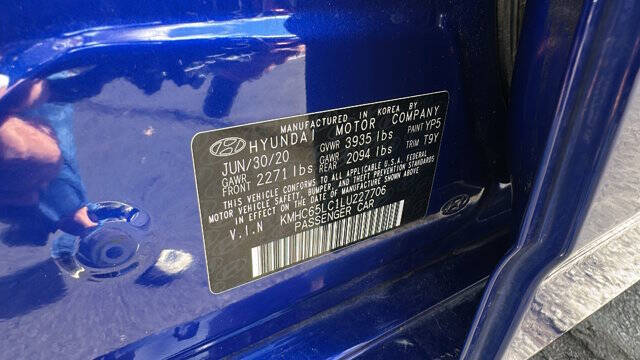 MANUFACTURED IN KOREA BY
HYUNDAI MOTOR COMPANY
JUN/30/20 GVWR 3935 lbs PAINT YP5
GAWR FRONT 2271 lbs GAWR REAR 2094 lbs TRIM T9Y
THIS VEHICLE CONFORMS TO ALL APPLICABLE U.S.A. FEDERAL
MOTOR VEHICLE SAFETY, BUMPER, AND THEFT PREVENTION STANDARDS
IN EFFECT ON THE DATE OF MANUFACTURE SHOWN ABOVE.
V.I.N KMHC65LC1LU227706
PASSENGER CAR